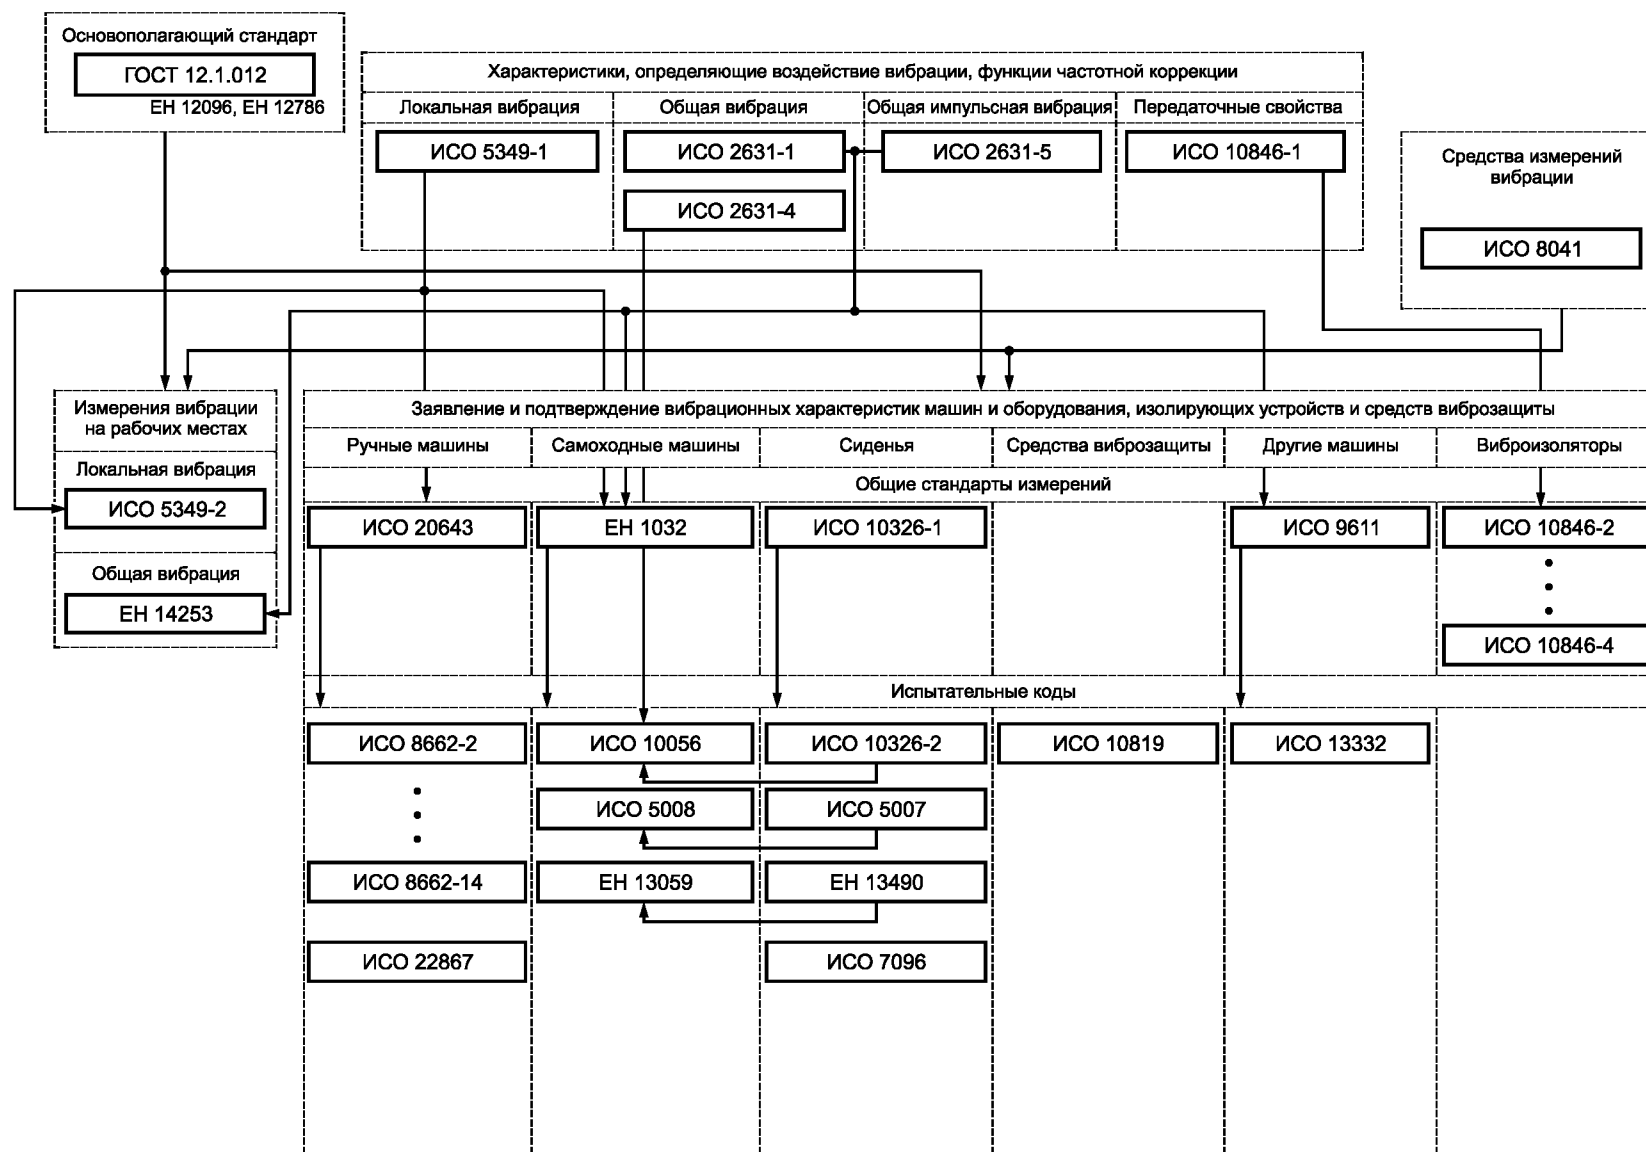 Основополагающий стандарт
ГОСТ 12.1.012
ЕН 12096, ЕН 12786
Характеристики, определяющие воздействие вибрации, функции частотной коррекции
Локальная вибрация
Общая вибрация
Общая импульсная вибрация
Передаточные свойства
ИСО 5349-1
ИСО 2631-1
ИСО 2631-5
ИСО 10846-1
ИСО 2631-4
Средства измерений
вибрации
ИСО 8041
Измерения вибрации
на рабочих местах
Локальная вибрация
ИСО 5349-2
Общая вибрация
ЕН 14253
Заявление и подтверждение вибрационных характеристик машин и оборудования, изолирующих устройств и средств виброзащиты
Ручные машины
Самоходные машины
Сиденья
Средства виброзащиты
Другие машины
Виброизоляторы
Общие стандарты измерений
ИСО 20643
ЕН 1032
ИСО 10326-1
ИСО 9611
ИСО 10846-2
ИСО 10846-4
Испытательные коды
ИСО 8662-2
ИСО 10056
ИСО 10326-2
ИСО 10819
ИСО 13332
ИСО 5008
ИСО 5007
ИСО 8662-14
ЕН 13059
ЕН 13490
ИСО 22867
ИСО 7096